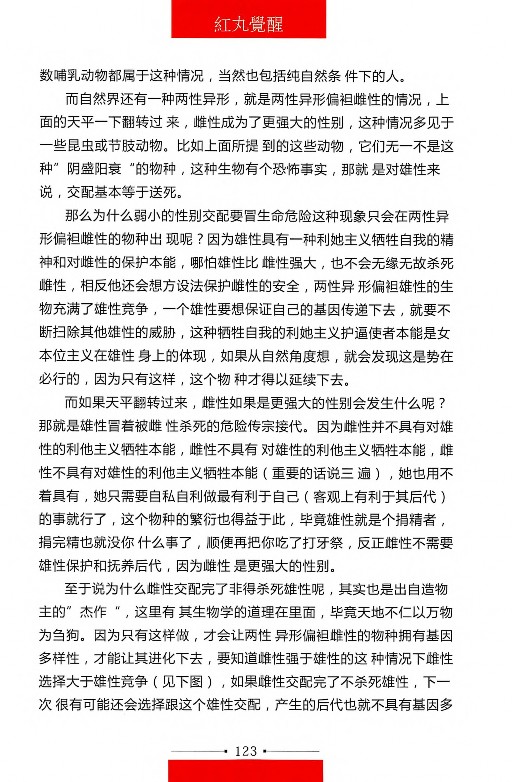 紅丸覺醒
数哺乳动物都属于这种情况，当然也包括纯自然条 件下的人。
而自然界还有一种两性异形，就是两性异形偏袒雌性的情况，上
面的天平一下翻转过 来，雌性成为了更强大的性别，这种情况多见于
一些昆虫或节肢动物。比如上面所提 到的这些动物，它们无一不是这
种”阴盛阳衰“的物种，这种生物有个恐怖事实，那就 是对雄性来
说，交配基本等于送死。
那么为什么弱小的性别交配要冒生命危险这种现象只会在两性异
形偏袒雌性的物种出 现呢？因为雄性具有一种利她主义牺牲自我的精
神和对雌性的保护本能，哪怕雄性比 雌性强大，也不会无缘无故杀死
雌性，相反他还会想方设法保护雌性的安全，两性异 形偏袒雄性的生
物充满了雄性竞争，一个雄性要想保证自己的基因传递下去，就要不
断扫除其他雄性的威胁，这种牺牲自我的利她主义护逼使者本能是女
本位主义在雄性 身上的体现，如果从自然角度想，就会发现这是势在
必行的，因为只有这样，这个物 种才得以延续下去。
而如果天平翻转过来，雌性如果是更强大的性别会发生什么呢？
那就是雄性冒着被雌 性杀死的危险传宗接代。因为雌性并不具有对雄
性的利他主义牺牲本能，雌性不具有 对雄性的利他主义牺牲本能，雌
性不具有对雄性的利他主义牺牲本能（重要的话说三 遍），她也用不
着具有，她只需要自私自利做最有利于自己（客观上有利于其后代）
的事就行了，这个物种的繁衍也得益于此，毕竟雄性就是个捐精者，
捐完精也就没你 什么事了，顺便再把你吃了打牙祭，反正雌性不需要
雄性保护和抚养后代，因为雌性 是更强大的性别。
至于说为什么雌性交配完了非得杀死雄性呢，其实也是出自造物
主的”杰作“，这里有 其生物学的道理在里面，毕竟天地不仁以万物
为刍狗。因为只有这样做，才会让两性 异形偏袒雌性的物种拥有基因
多样性，才能让其进化下去，要知道雌性强于雄性的这 种情况下雌性
选择大于雄性竞争（见下图），如果雌性交配完了不杀死雄性，下一
次 很有可能还会选择跟这个雄性交配，产生的后代也就不具有基因多
123